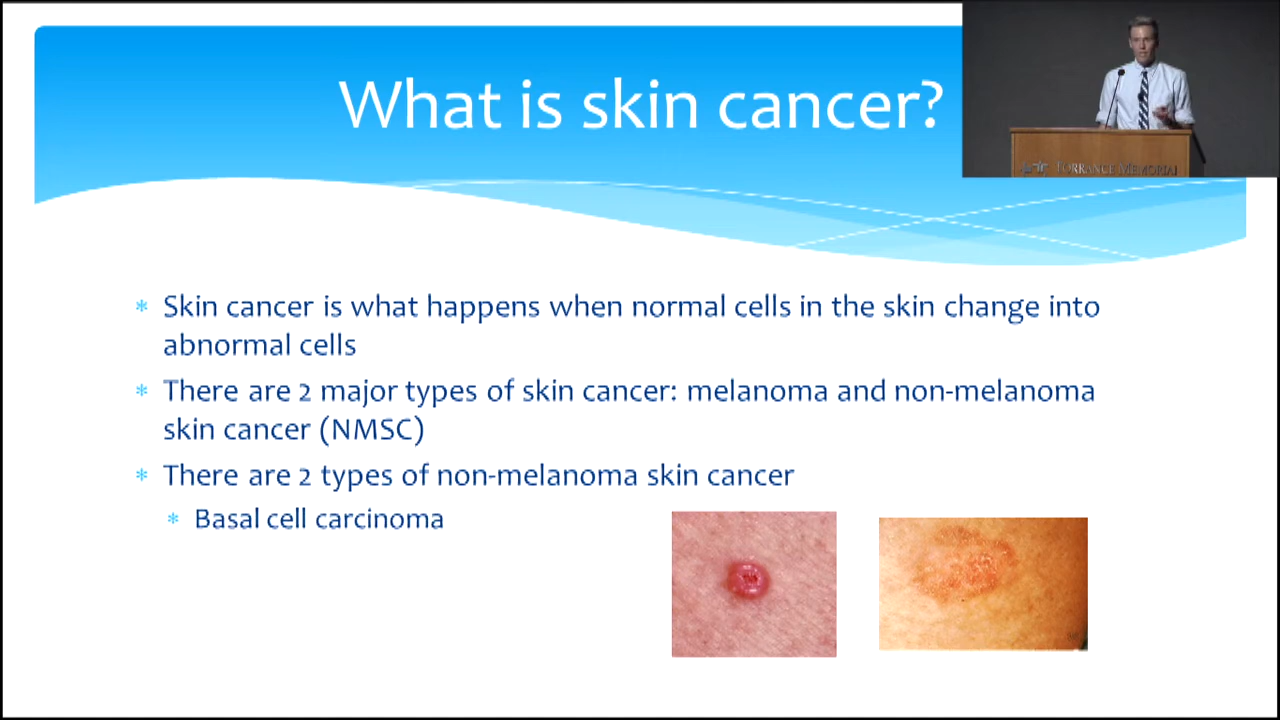 What is skin cancer?
TORRANCE MEMORIAL
* Skin cancer is what happens when normal cells in the skin change into
abnormal cells
* There are 2 major types of skin cancer: melanoma and non-melanoma
skin cancer (NMSC)
* There are 2 types of non-melanoma skin cancer
* Basal cell carcinoma